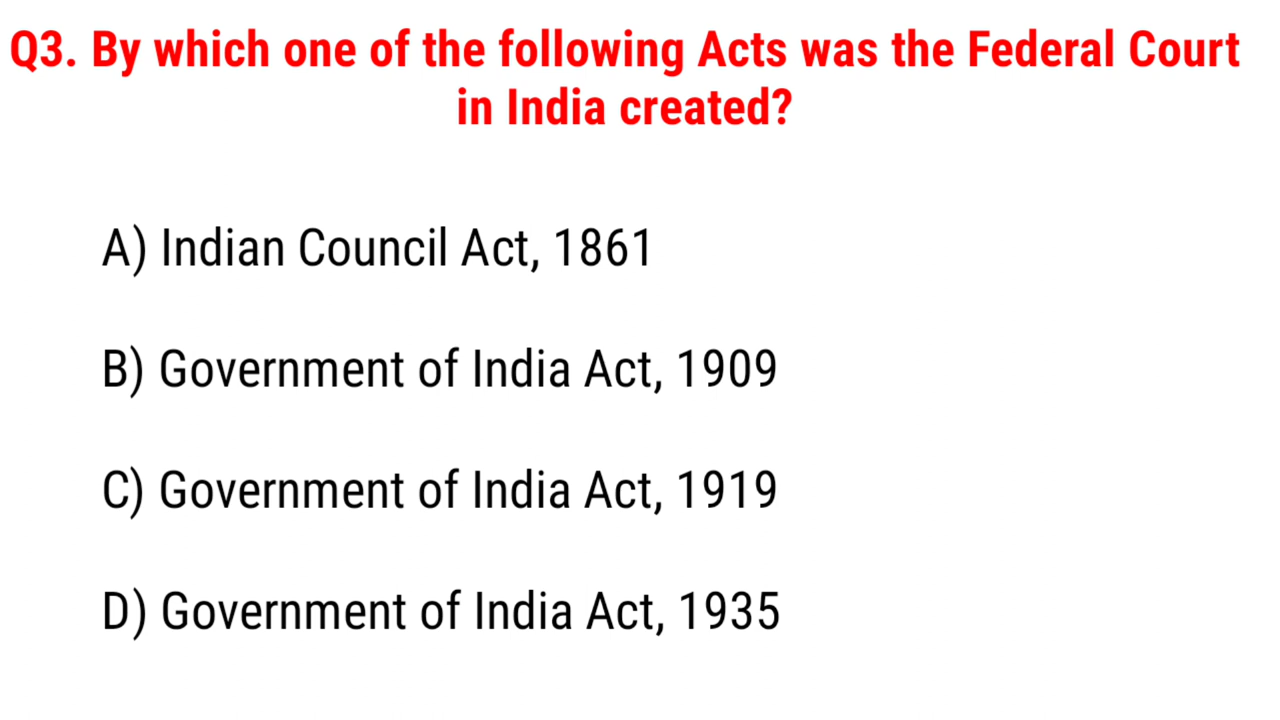 Q3. By which one of the following Acts was the Federal Court
in India created?
A) Indian Council Act, 1861
B) Government of India Act, 1909
C) Government of India Act, 1919
D) Government of India Act, 1935